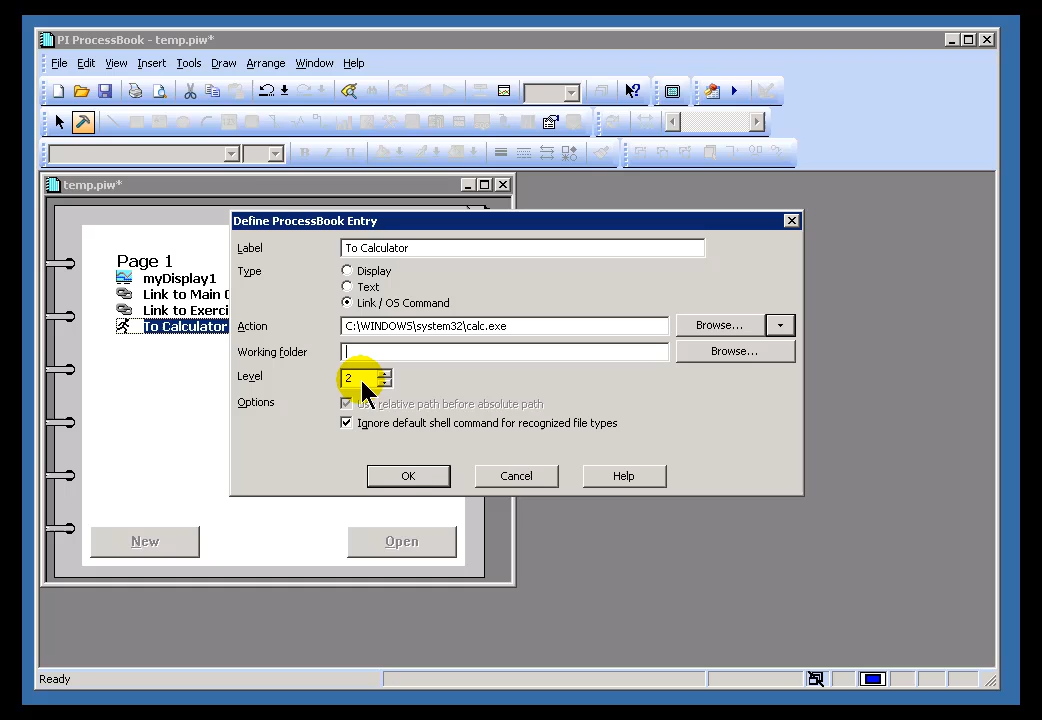 PI ProcessBook - temp.piw*
File Edit View Insert Tools Draw Arrange Window Help
B I U
temp.piw*
Define ProcessBook Entry
Label To Calculator
Type Display
Text
Link / OS Command
Action C:\WINDOWS\system32\calc.exe Browse...
Working folder Browse...
Level 2
Options Use relative path before absolute path
Ignore default shell command for recognized file types
OK Cancel Help
Page 1
myDisplay1
Link to Main
Link to Exerci
To Calculator
New Open
Ready